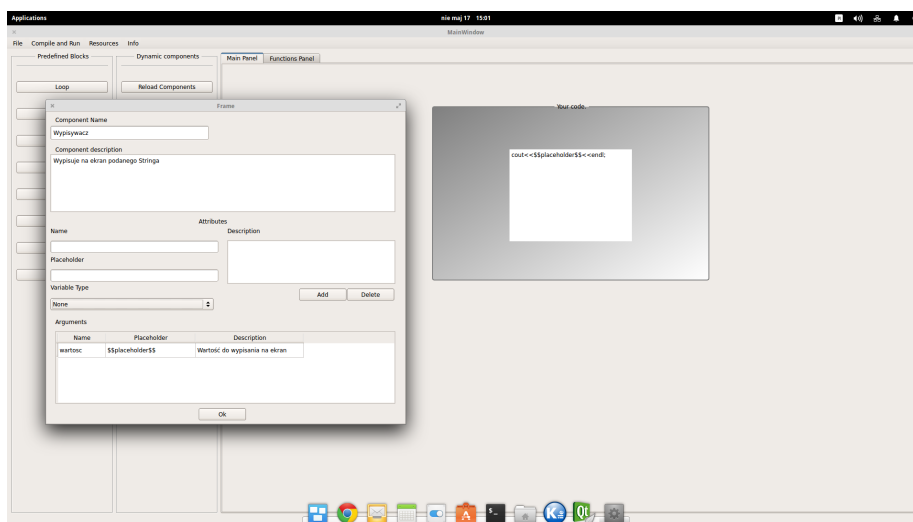 Applications
nie maj 17 15:01
MainWindow
File Compile and Run Resources Info
Predefined Blocks
Dynamic components
Main Panel
Functions Panel
Loop
Reload Components
Frame
Component Name
Wypisywacz
Component description
Wypisuje na ekran podanego Stringa
Attributes
Name
Description
Placeholder
Variable Type
None
Add
Delete
Arguments
Name Placeholder Description
wartosc $$placeholder$$ Wartość do wypisania na ekran
Ok
Your code.
cout<<$$placeholder$$<<endl;
Qt